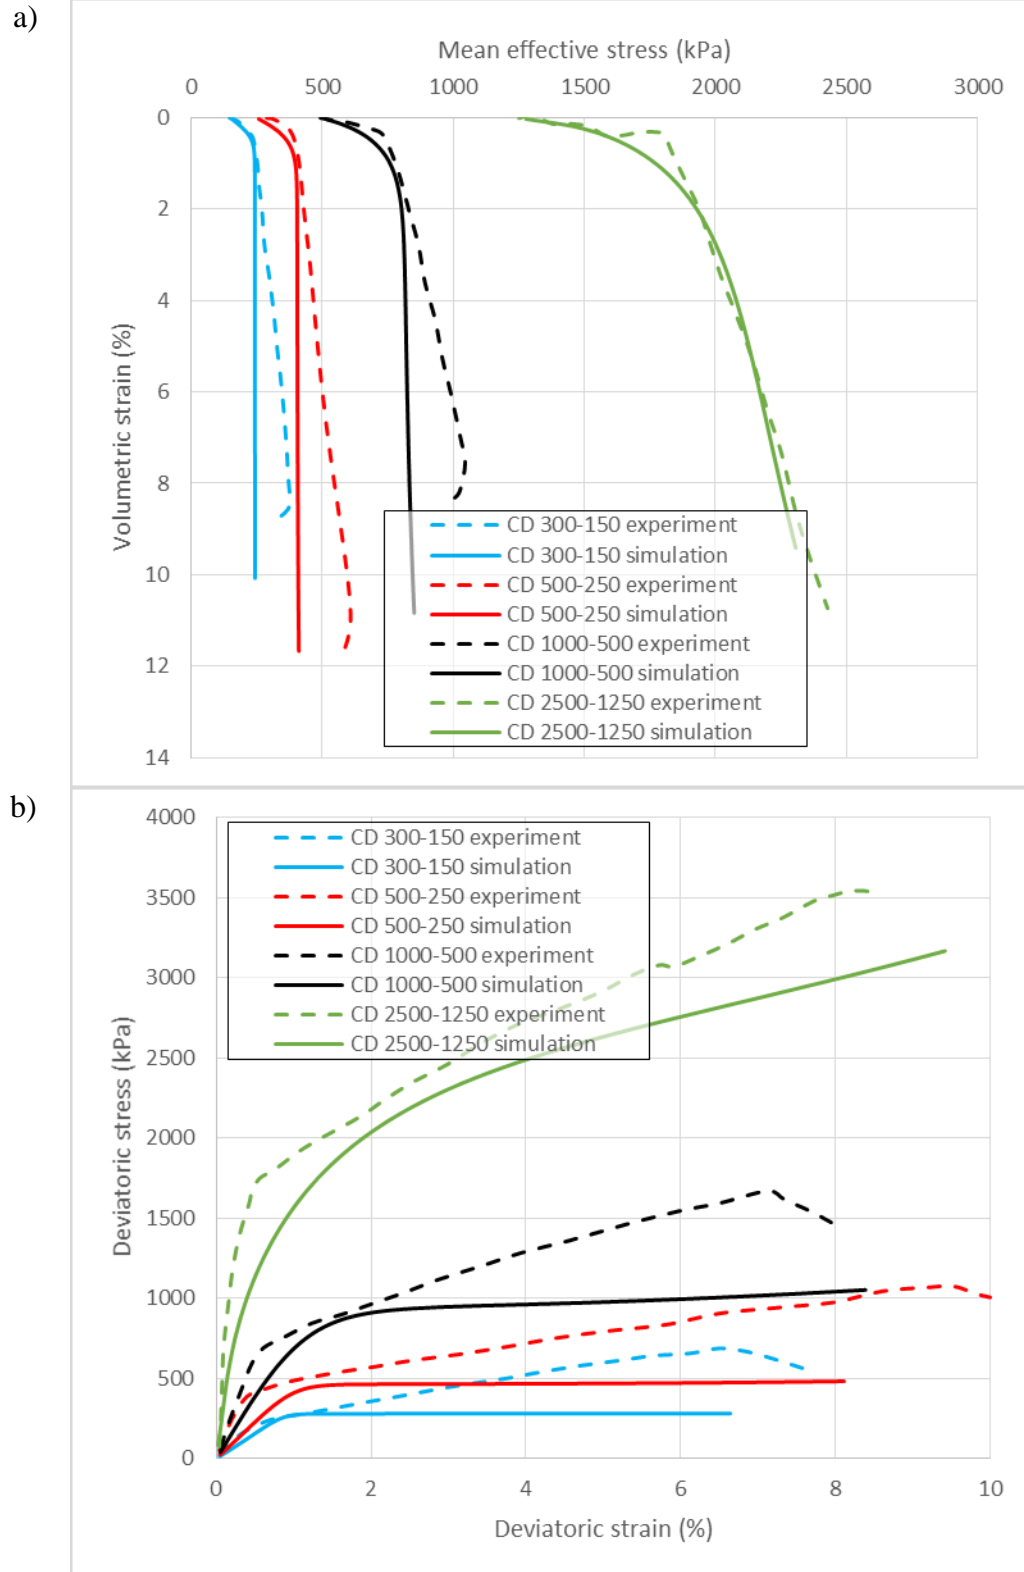 a)
Mean effective stress (kPa)
0 500 1000 1500 2000 2500 3000
0
2
4
6
8
10
12
14
Volumetric strain (%)
CD 300-150 experiment
CD 300-150 simulation
CD 500-250 experiment
CD 500-250 simulation
CD 1000-500 experiment
CD 1000-500 simulation
CD 2500-1250 experiment
CD 2500-1250 simulation
b)
4000
3500
3000
2500
2000
1500
1000
500
0
Deviatoric stress (kPa)
CD 300-150 experiment
CD 300-150 simulation
CD 500-250 experiment
CD 500-250 simulation
CD 1000-500 experiment
CD 1000-500 simulation
CD 2500-1250 experiment
CD 2500-1250 simulation
0 2 4 6 8 10
Deviatoric strain (%)